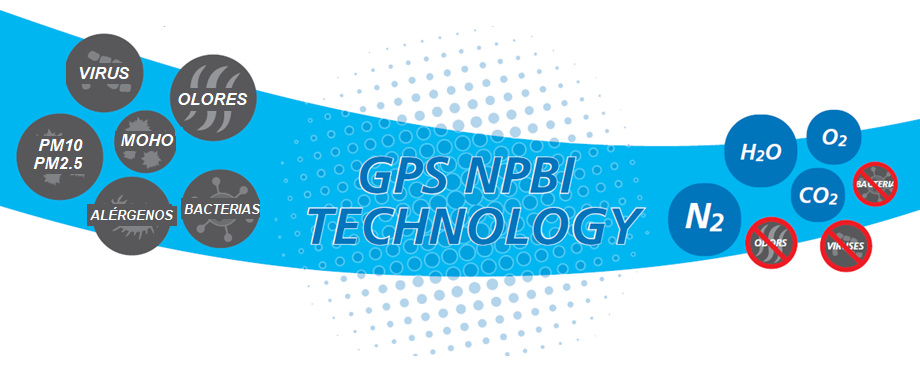 VIRUS
OLORES
PM10
PM2.5
MOHO
ALÉRGENOS
BACTERIAS
GPS NPBI
TECHNOLOGY
H2O
O2
N2
CO2
BACTERIA
ODORS
VIRUSES